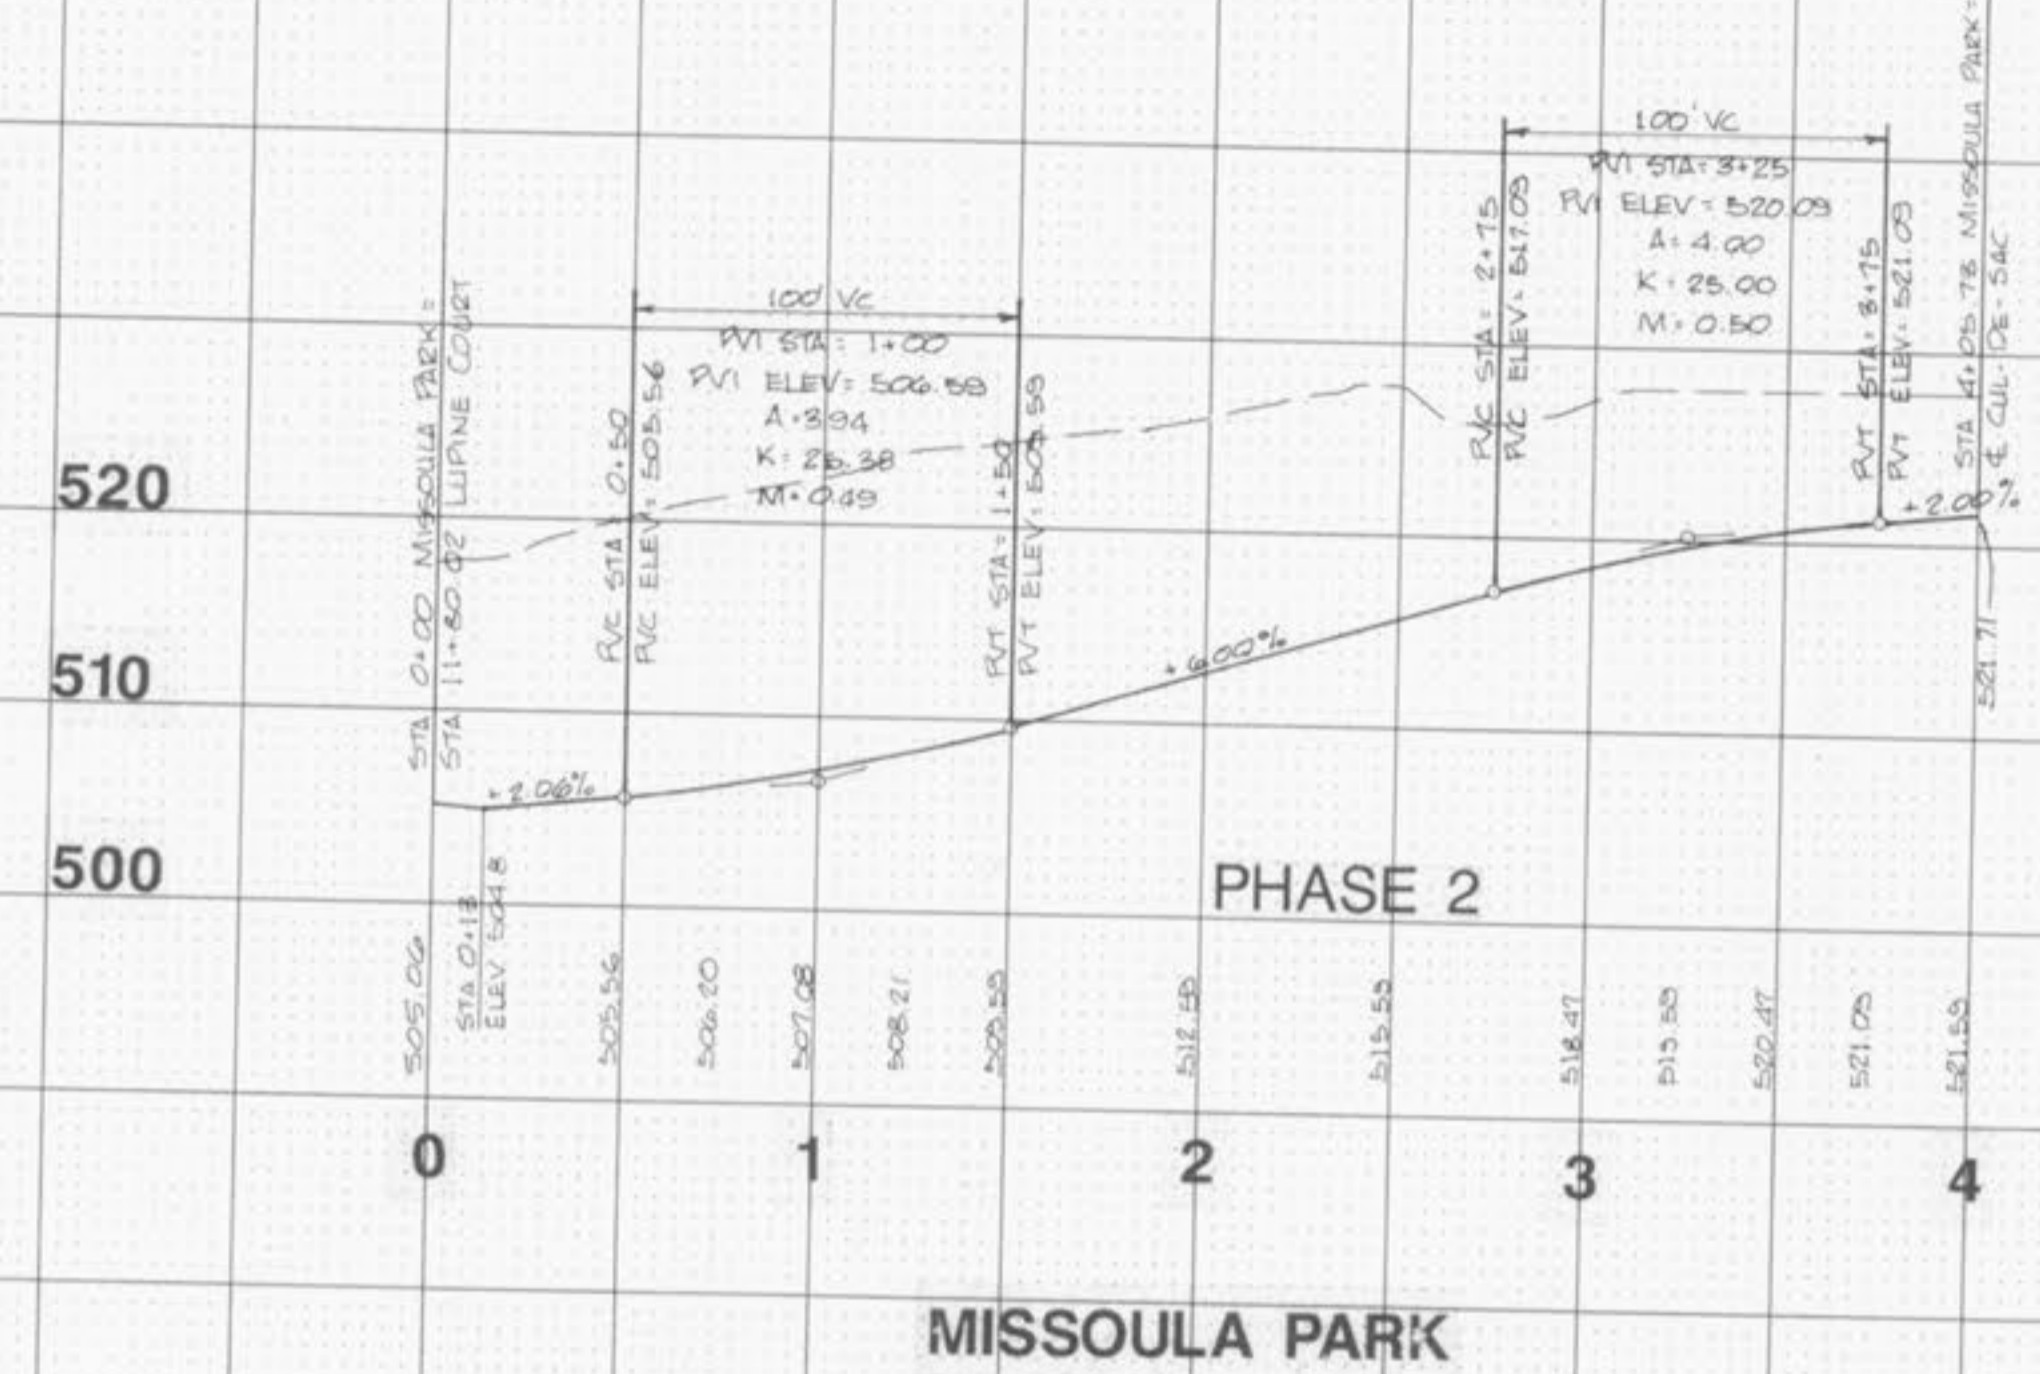 STA 4+05.73 MISSOULA PARK =
℄ CUL-DE-SAC
100' VC
PVI STA = 3+25
PVI ELEV = 520.09
A = 4.00
K = 25.00
M = 0.50
PVC STA = 2+75
PVC ELEV = 517.09
PVT STA = 3+75
PVT ELEV = 521.09
100' VC
PVI STA = 1+00
PVI ELEV = 506.59
A = 3.94
K = 25.38
M = 0.49
STA 0+00 MISSOULA PARK =
STA 11+80.02 LUPINE COURT
PVC STA 0+50
PVC ELEV = 505.56
PVT STA = 1+50
PVT ELEV = 509.59
520
510
500
+2.06%
+6.00%
+2.00%
521.71
STA 0+13
ELEV 504.8
PHASE 2
505.06
505.56
506.20
507.08
508.21
509.59
512.59
515.59
518.47
520.47
521.09
521.59
0 1 2 3 4
MISSOULA PARK